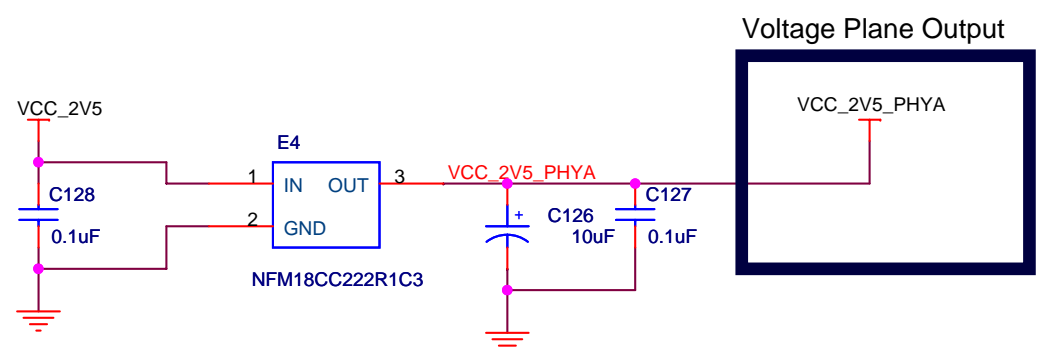 Voltage Plane Output
VCC_2V5
VCC_2V5_PHYA
E4
1
IN
OUT
3
VCC_2V5_PHYA
C128
0.1uF
2
GND
+
C126
10uF
C127
0.1uF
NFM18CC222R1C3